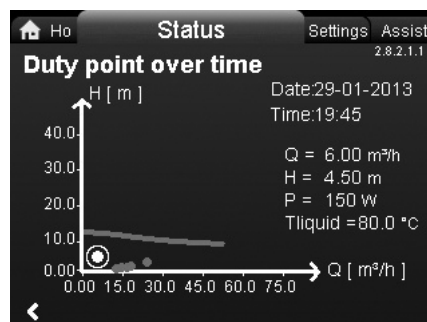 Ho Status Settings Assist
2.8.2.1.1
Duty point over time
H [ m ]
Date:29-01-2013
Time:19:45
40.0
30.0
20.0
10.0
0.00
Q = 6.00 m³/h
H = 4.50 m
P = 150 W
Tliquid =80.0 °C
Q [ m³/h ]
0.00 15.0 30.0 45.0 60.0 75.0